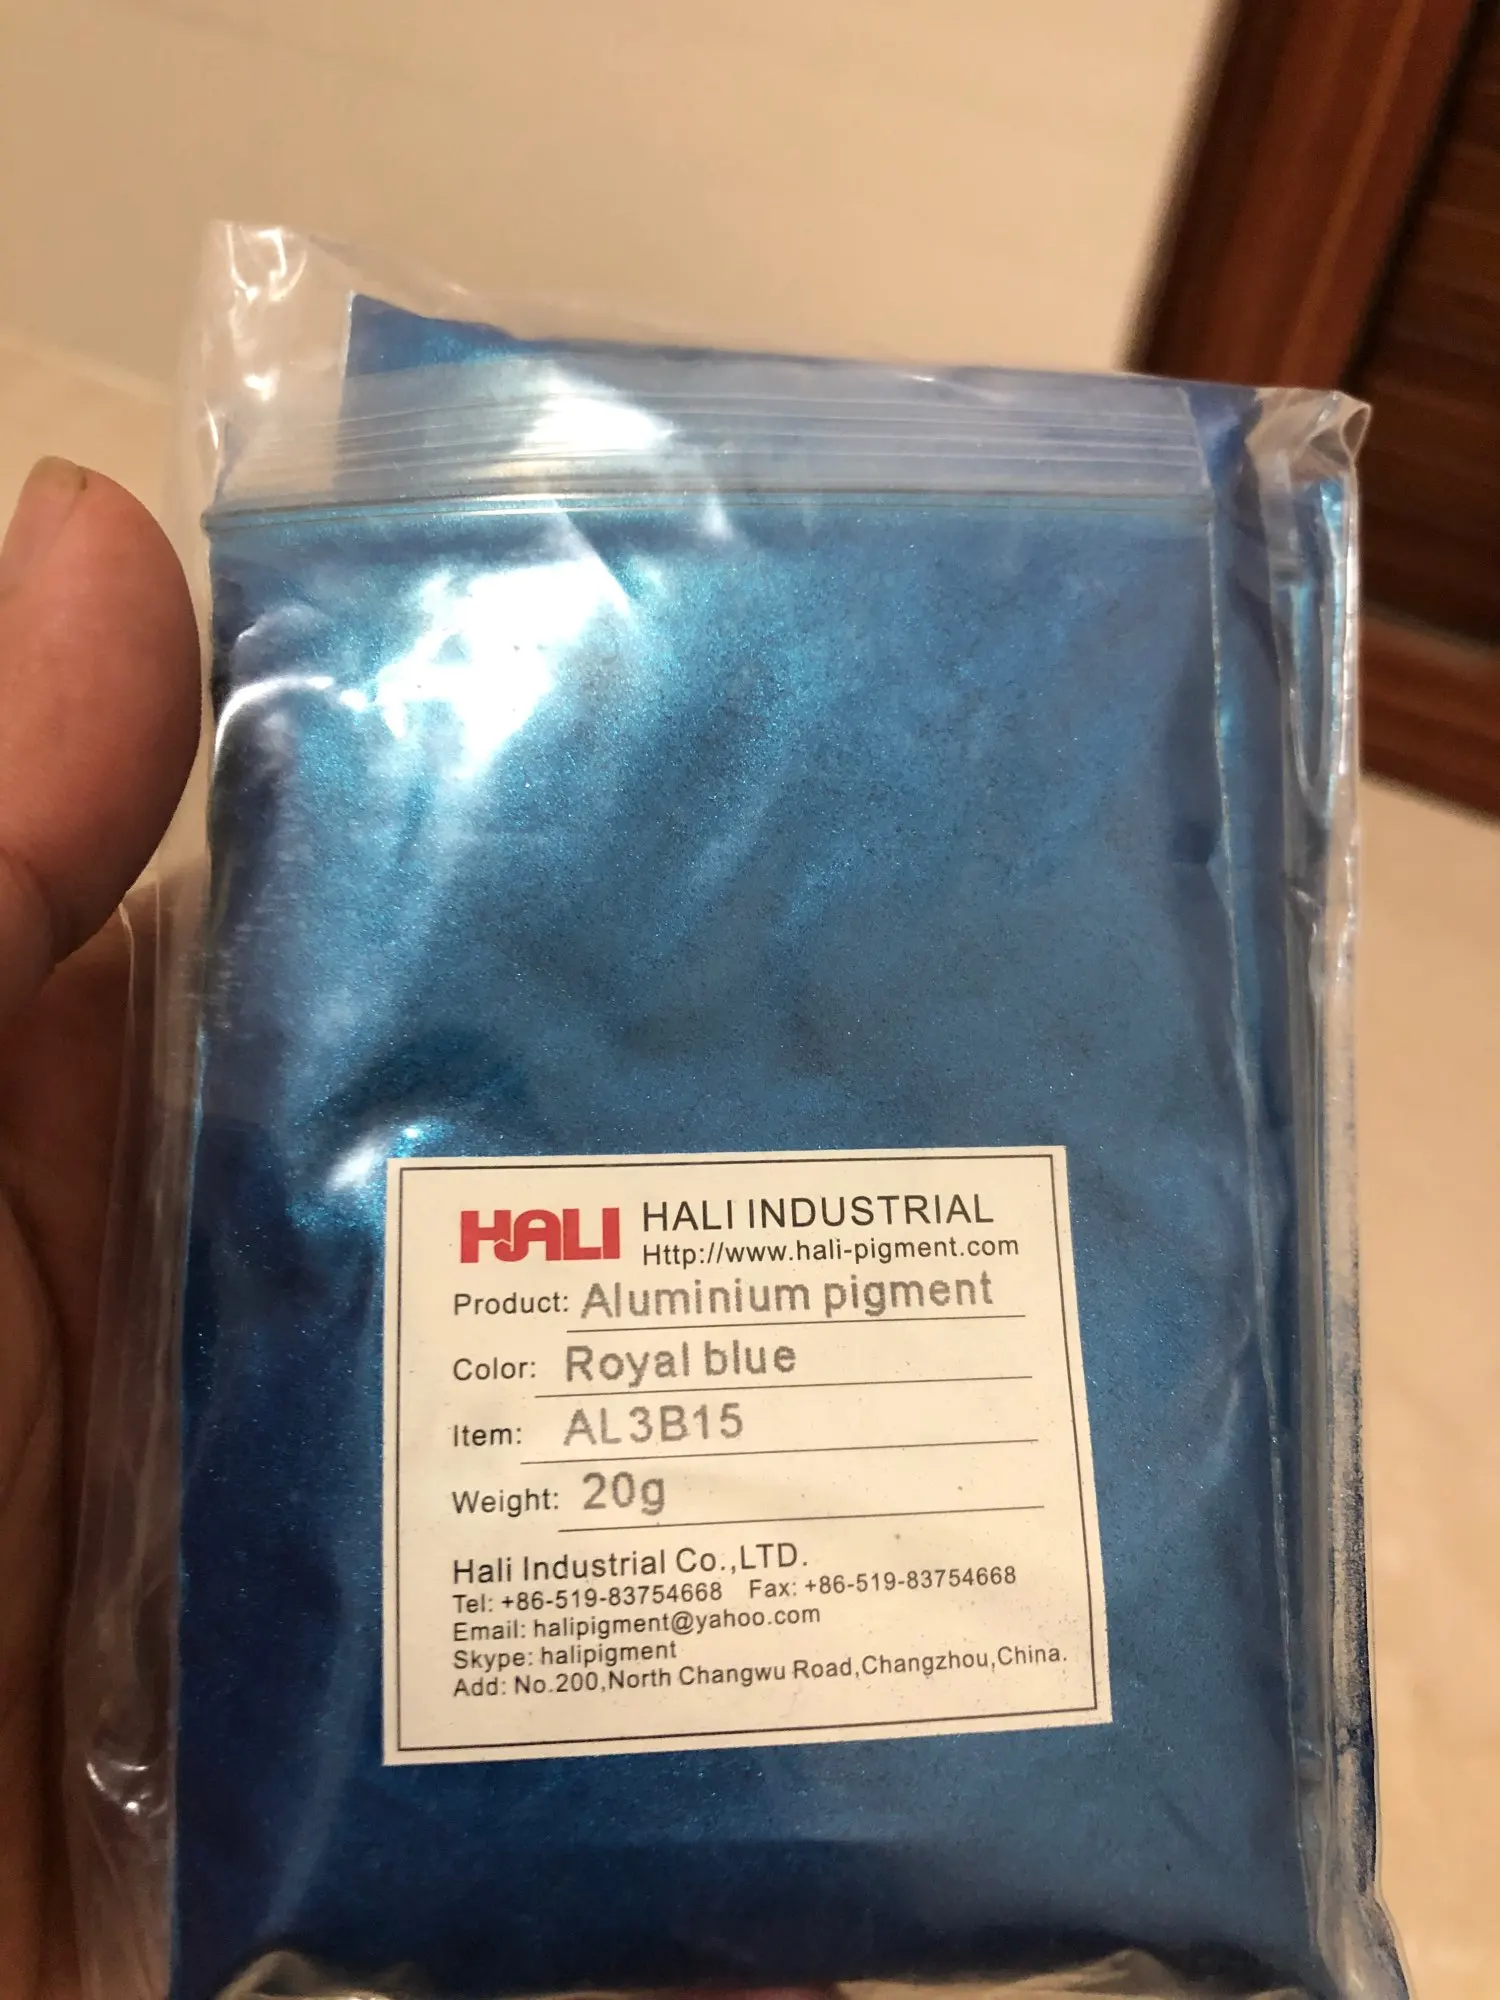 HALI HALI INDUSTRIAL
Http://www.hali-pigment.com
Product: Aluminium pigment
Color: Royal blue
Item: AL3B15
Weight: 20g
Hali Industrial Co.,LTD.
Tel: +86-519-83754668 Fax: +86-519-83754668
Email: halipigment@yahoo.com
Skype: halipigment
Add: No.200,North Changwu Road,Changzhou,China.